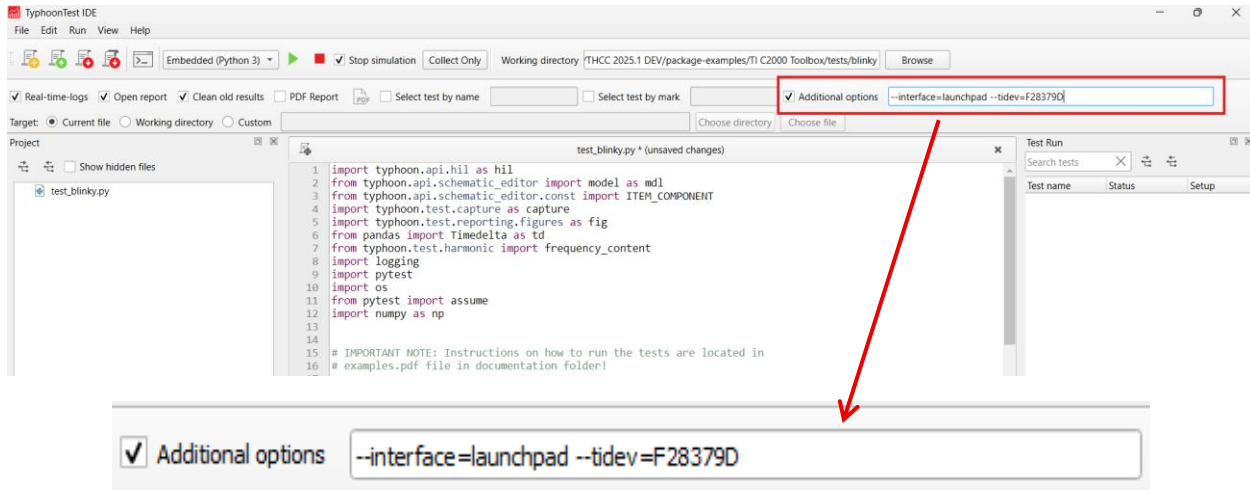 TyphoonTest IDE
File Edit Run View Help
Embedded (Python 3) Stop simulation Collect Only Working directory THCC 2025.1 DEV/package-examples/TI C2000 Toolbox/tests/blinky Browse
Real-time-logs Open report Clean old results PDF Report PDF Select test by name Select test by mark Additional options --interface=launchpad --tidev=F28379D
Target: Current file Working directory Custom Choose directory Choose file
Project test_blinky.py * (unsaved changes) Test Run
Show hidden files Search tests
test_blinky.py Test name Status Setup
1 import typhoon.api.hil as hil
2 from typhoon.api.schematic_editor import model as mdl
3 from typhoon.api.schematic_editor.const import ITEM_COMPONENT
4 import typhoon.test.capture as capture
5 import typhoon.test.reporting.figures as fig
6 from pandas import Timedelta as td
7 from typhoon.test.harmonic import frequency_content
8 import logging
9 import pytest
10 import os
11 from pytest import assume
12 import numpy as np
13
14
15 # IMPORTANT NOTE: Instructions on how to run the tests are located in
16 # examples.pdf file in documentation folder!
Additional options --interface=launchpad --tidev=F28379D